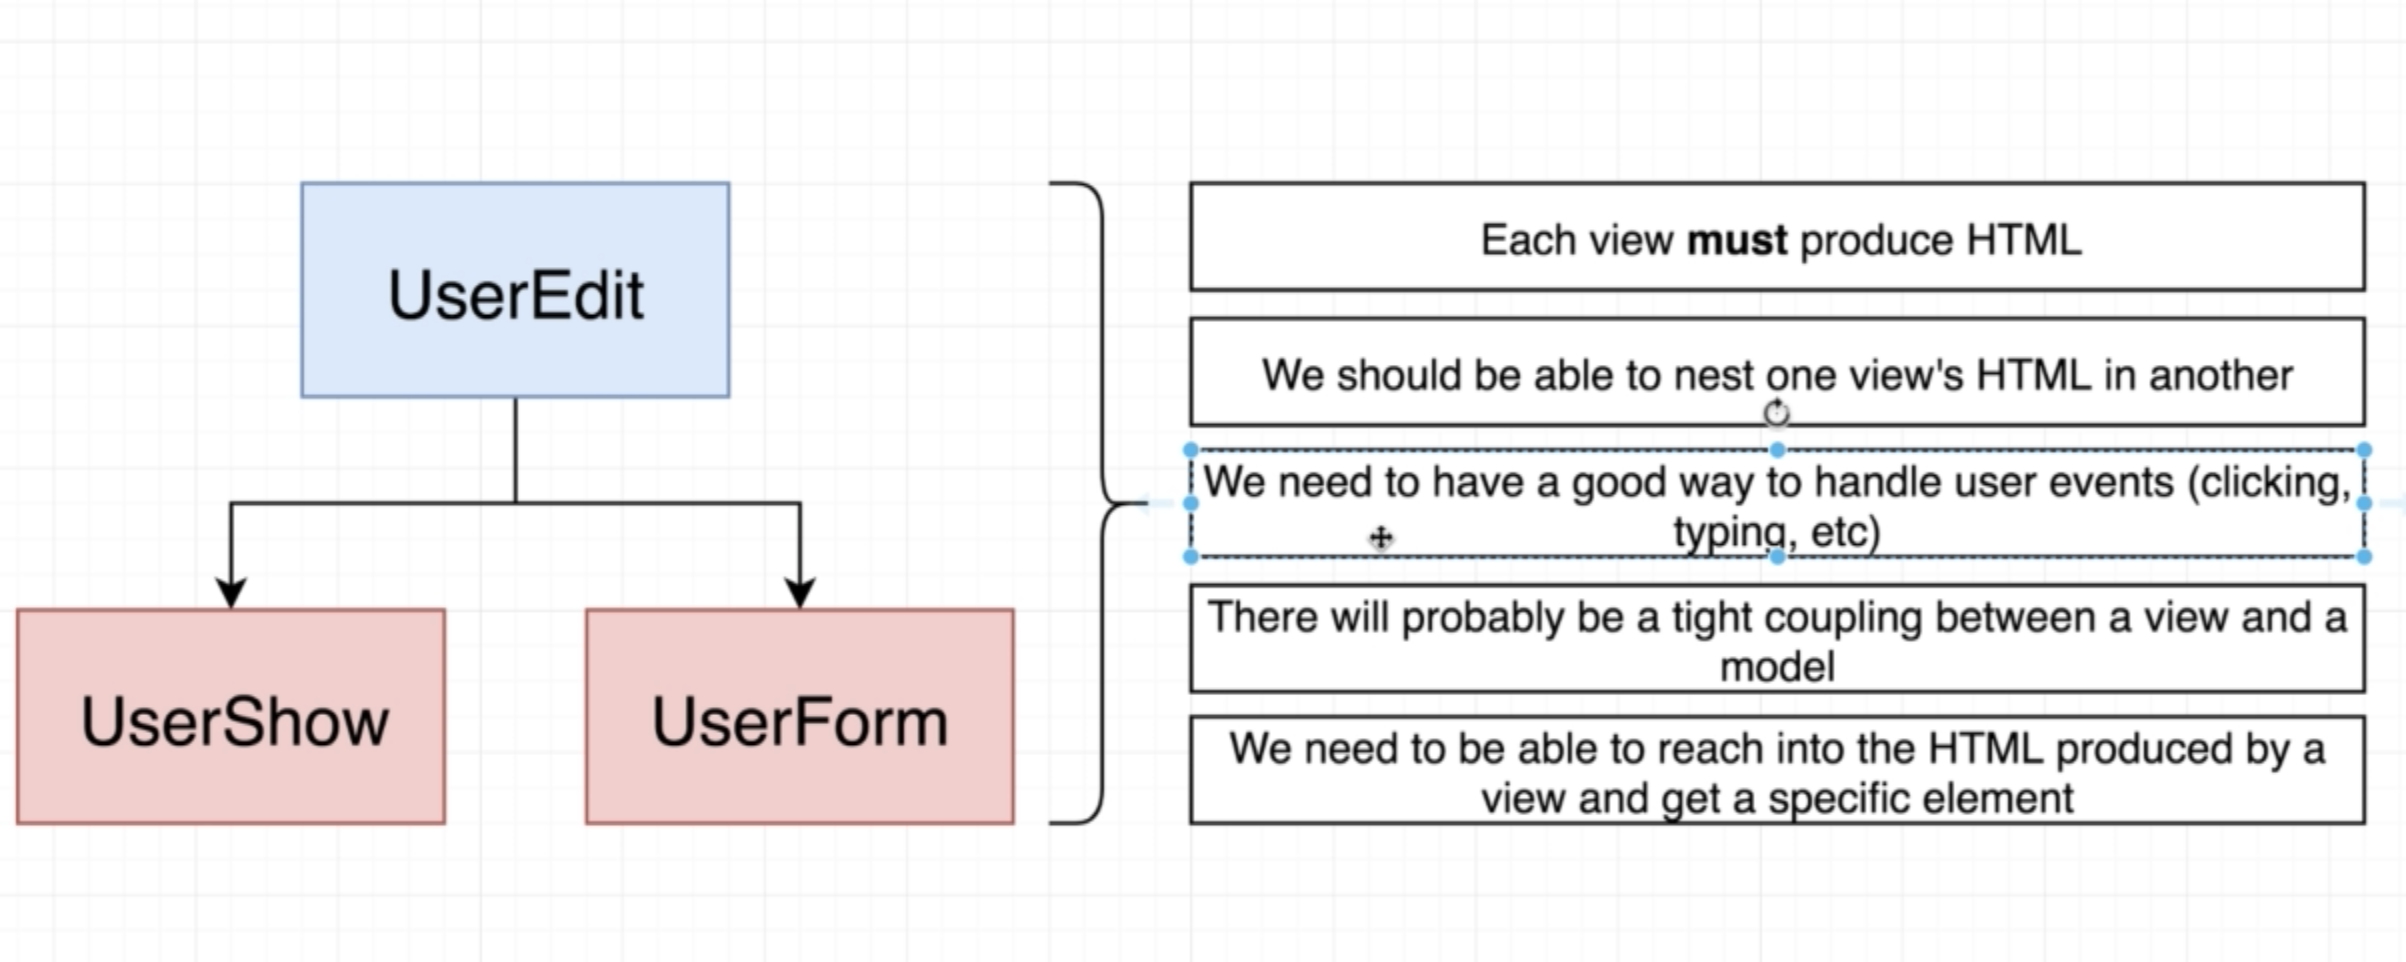 UserEdit
UserShow
UserForm
Each view must produce HTML
We should be able to nest one view's HTML in another
We need to have a good way to handle user events (clicking,
typing, etc)
There will probably be a tight coupling between a view and a
model
We need to be able to reach into the HTML produced by a
view and get a specific element